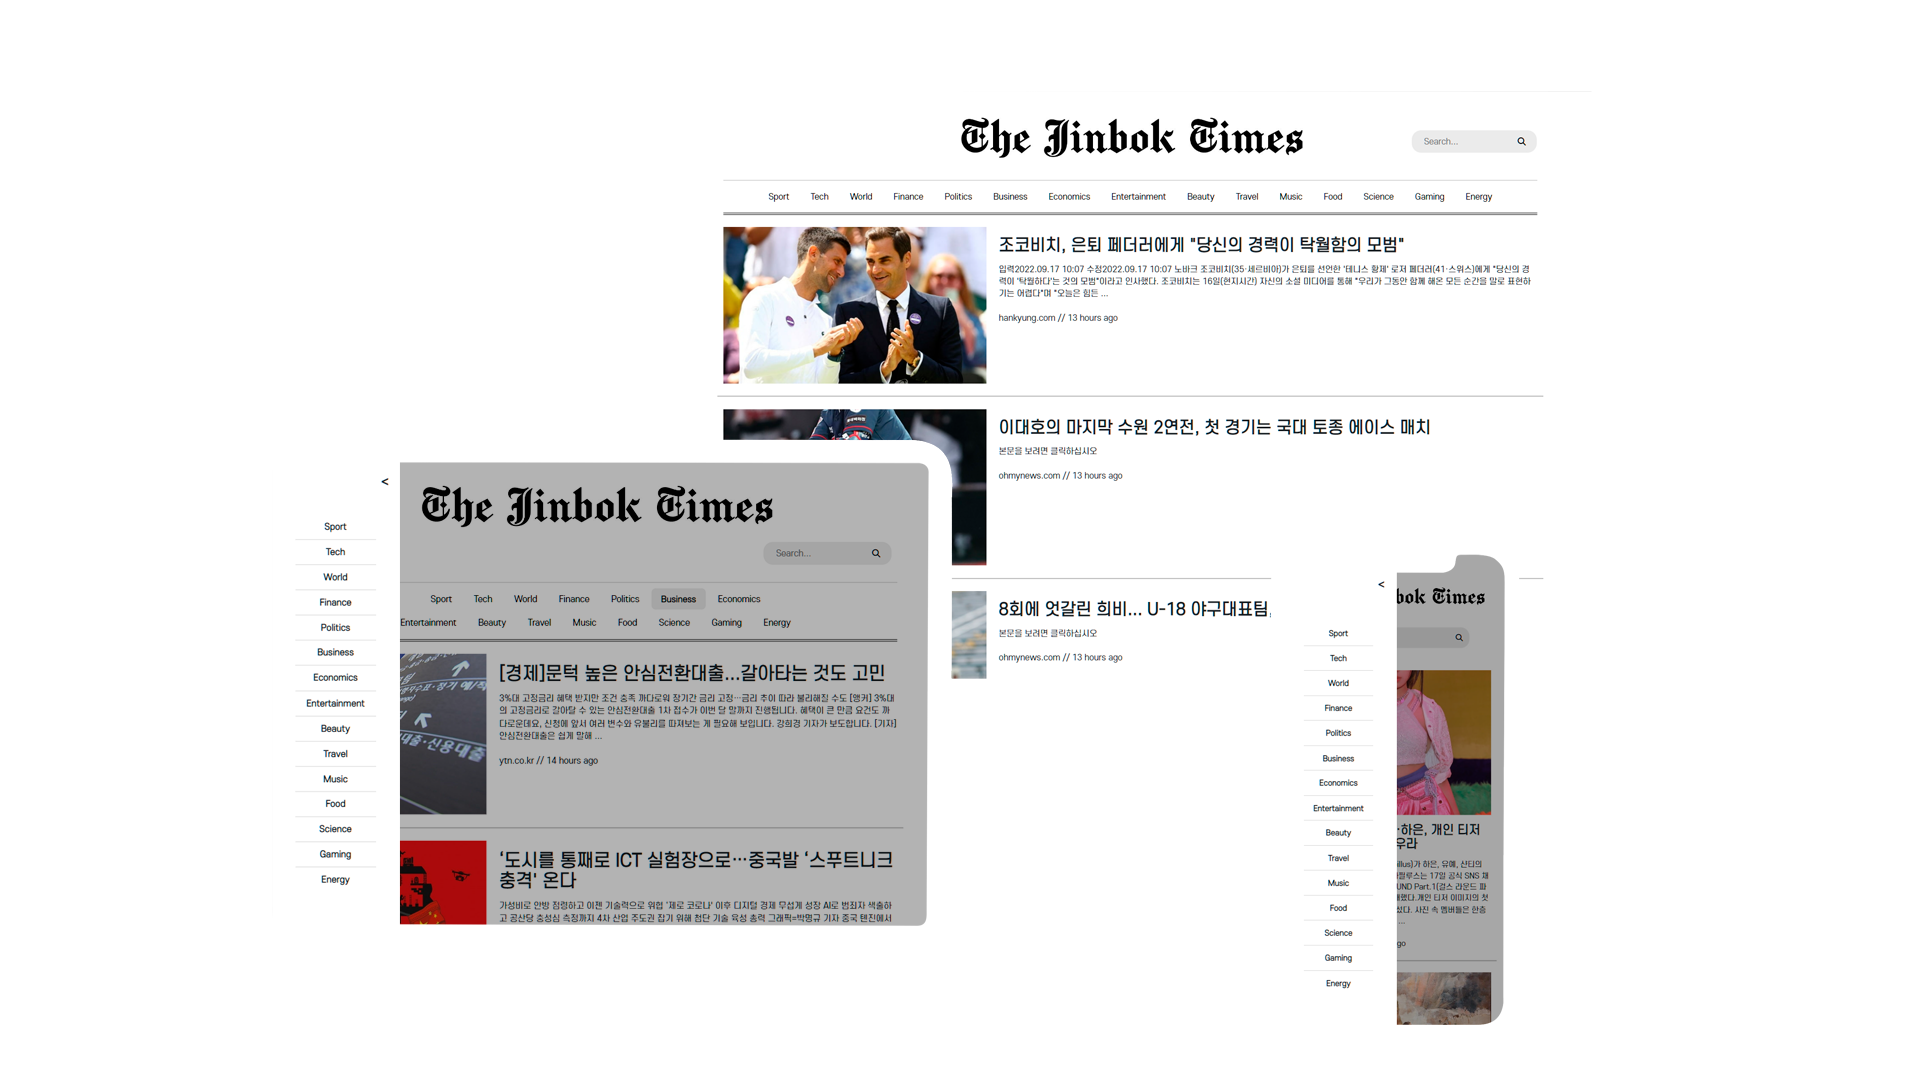 The Jinbok Times
Search...
Sport Tech World Finance Politics Business Economics Entertainment Beauty Travel Music Food Science Gaming Energy
조코비치, 은퇴 페더러에게 "당신의 경력이 탁월함의 모범"
입력2022.09.17 10:07 수정2022.09.17 10:07 노바크 조코비치(35·세르비아)가 은퇴를 선언한 '테니스 황제' 로저 페더러(41·스위스)에게 "당신의 경
력이 '탁월하다'는 것의 모범"이라고 인사했다. 조코비치는 16일(현지시간) 자신의 소셜 미디어를 통해 "우리가 그동안 함께 해온 모든 순간을 말로 표현하
기는 어렵다"며 "오늘은 힘든 ...
hankyung.com // 13 hours ago
이대호의 마지막 수원 2연전, 첫 경기는 국대 토종 에이스 매치
본문을 보려면 클릭하십시오
ohmynews.com // 13 hours ago
8회에 엇갈린 희비... U-18 야구대표팀,
본문을 보려면 클릭하십시오
ohmynews.com // 13 hours ago
<
Sport
Tech
World
Finance
Politics
Business
Economics
Entertainment
Beauty
Travel
Music
Food
Science
Gaming
Energy
The Jinbok Times
Search...
Sport Tech World Finance Politics Business Economics
Entertainment Beauty Travel Music Food Science Gaming Energy
[경제]문턱 높은 안심전환대출...갈아타는 것도 고민
3%대 고정금리 혜택 받지만 조건 충족 까다로워 장기간 금리 고정…금리 추이 따라 불리해질 수도 [앵커] 3%대
의 고정금리로 갈아탈 수 있는 안심전환대출 1차 접수가 이번 달 말까지 진행됩니다. 혜택이 큰 만큼 요건도 까
다로운데요, 신청에 앞서 여러 변수와 유불리를 따져보는 게 필요해 보입니다. 강희경 기자가 보도합니다. [기자]
안심전환대출은 쉽게 말해 ...
ytn.co.kr // 14 hours ago
대출·신용대출
'도시를 통째로 ICT 실험장으로…중국발 '스푸트니크
충격' 온다
가성비로 안방 점령하고 이젠 기술력으로 위협 '제로 코로나' 이후 디지털 경제 무섭게 성장 AI로 범죄자 색출하
고 공산당 충성심 측정까지 4차 산업 주도권 잡기 위해 첨단 기술 육성 총력 그래픽=박명규 기자 중국 톈진에서
<
Sport
Tech
World
Finance
Politics
Business
Economics
Entertainment
Beauty
Travel
Music
Food
Science
Gaming
Energy
bok Times
·하은, 개인 티저
우라
illus)가 하은, 유예, 산티의
러스는 17일 공식 SNS 채
UND Part.1(걸스 라운드 파
했다.개인 티저 이미지의 첫
있다. 사진 속 멤버들은 한층
...
go